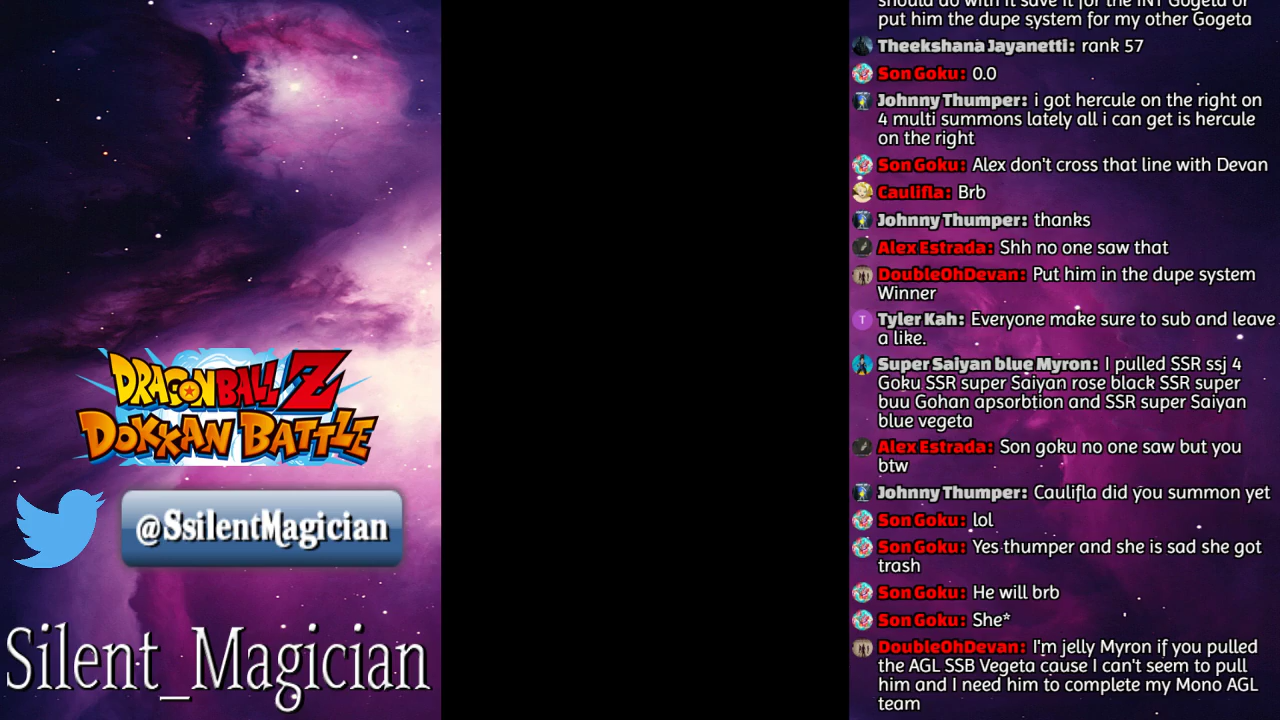 DRAGONBALL Z
DOKKAN BATTLE
@SsilentMagician
Silent_Magician
should do with it save it for the INT Gogeta or
put him the dupe system for my other Gogeta
Theekshana Jayanetti: rank 57
Son Goku: 0.0
Johnny Thumper: i got hercule on the right on
4 multi summons lately all i can get is hercule
on the right
Son Goku: Alex don't cross that line with Devan
Caulifla: Brb
Johnny Thumper: thanks
Alex Estrada: Shh no one saw that
DoubleOhDevan: Put him in the dupe system
Winner
T
Tyler Kah: Everyone make sure to sub and leave
a like.
Super Saiyan blue Myron: I pulled SSR ssj 4
Goku SSR super Saiyan rose black SSR super
buu Gohan apsorbtion and SSR super Saiyan
blue vegeta
Alex Estrada: Son goku no one saw but you
btw
Johnny Thumper: Caulifla did you summon yet
Son Goku: lol
Son Goku: Yes thumper and she is sad she got
trash
Son Goku: He will brb
Son Goku: She*
DoubleOhDevan: I'm jelly Myron if you pulled
the AGL SSB Vegeta cause I can't seem to pull
him and I need him to complete my Mono AGL
team